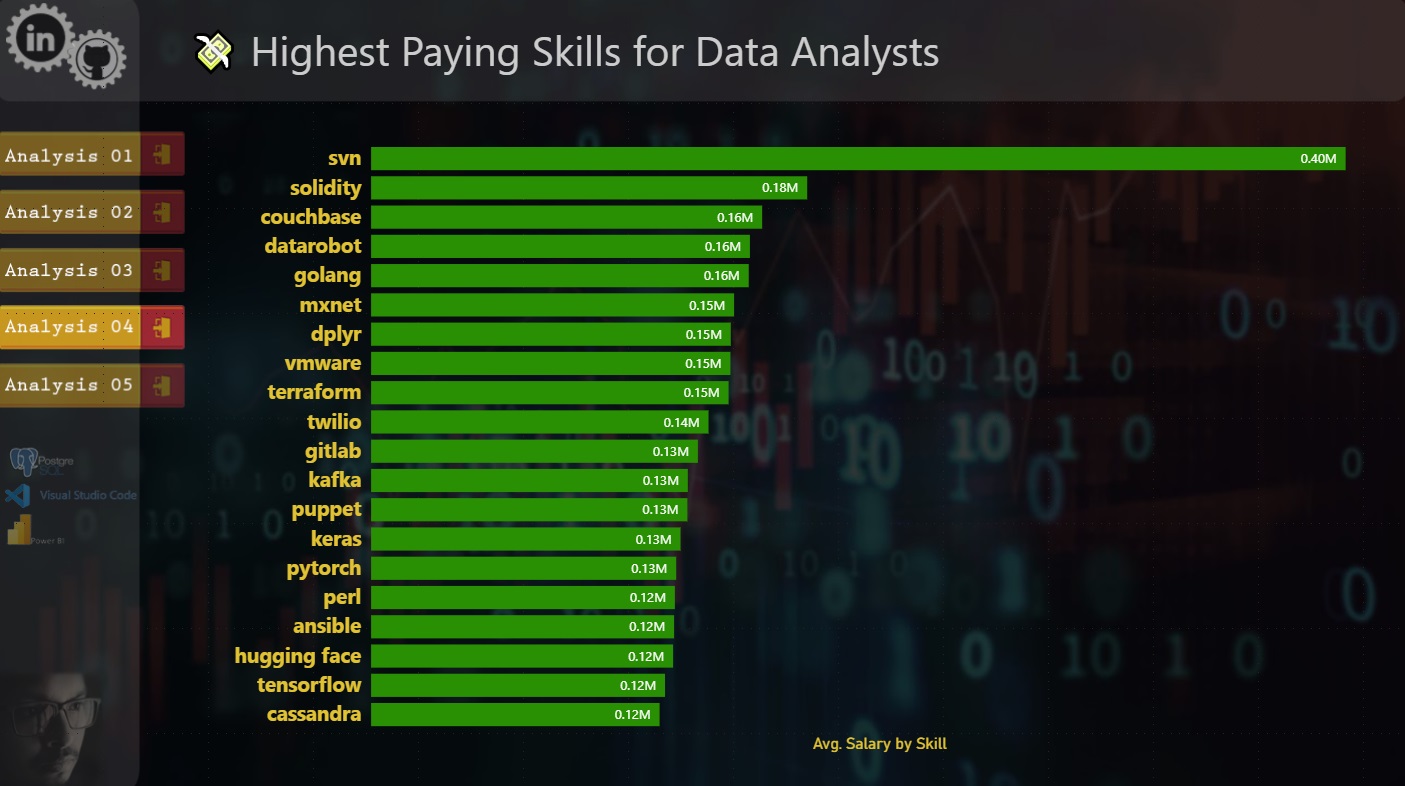 in
Highest Paying Skills for Data Analysts
Analysis 01
Analysis 02
Analysis 03
Analysis 04
Analysis 05
Postgre
SQL
Visual Studio Code
Power BI
svn 0.40M
solidity 0.18M
couchbase 0.16M
datarobot 0.16M
golang 0.16M
mxnet 0.15M
dplyr 0.15M
vmware 0.15M
terraform 0.15M
twilio 0.14M
gitlab 0.13M
kafka 0.13M
puppet 0.13M
keras 0.13M
pytorch 0.13M
perl 0.12M
ansible 0.12M
hugging face 0.12M
tensorflow 0.12M
cassandra 0.12M
Avg. Salary by Skill